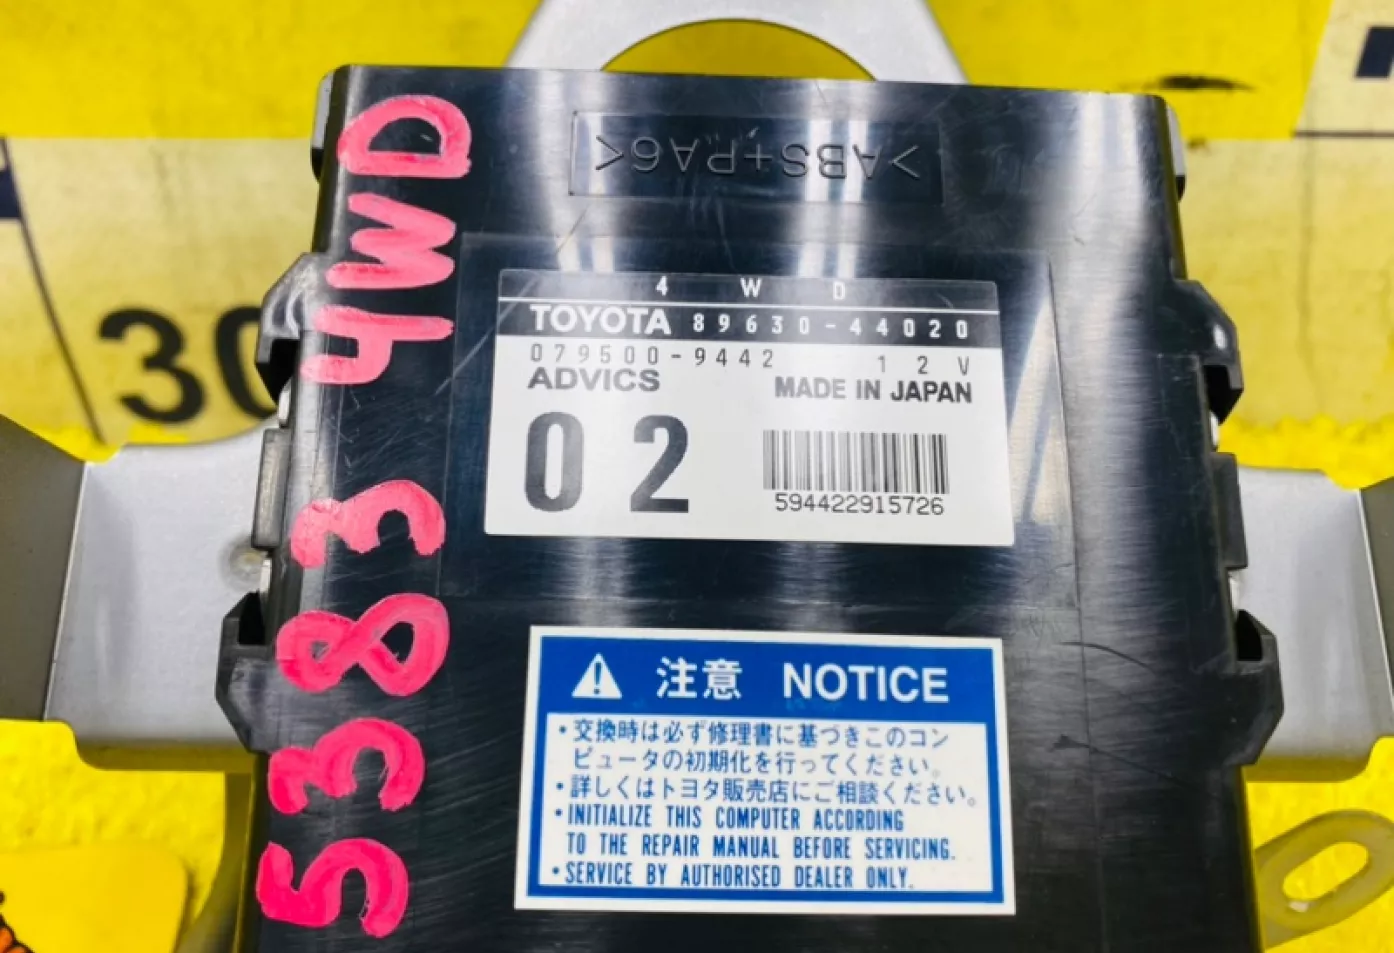 >ABS+PA6<
4WD
5383
4WD
TOYOTA 89630-44020
079500-9442 12V
ADVICS MADE IN JAPAN
02
594422915726
注意 NOTICE
・交換時は必ず修理書に基づきこのコン
ピュータの初期化を行ってください。
・詳しくはトヨタ販売店にご相談ください。
・INITIALIZE THIS COMPUTER ACCORDING
TO THE REPAIR MANUAL BEFORE SERVICING.
・SERVICE BY AUTHORISED DEALER ONLY.
30